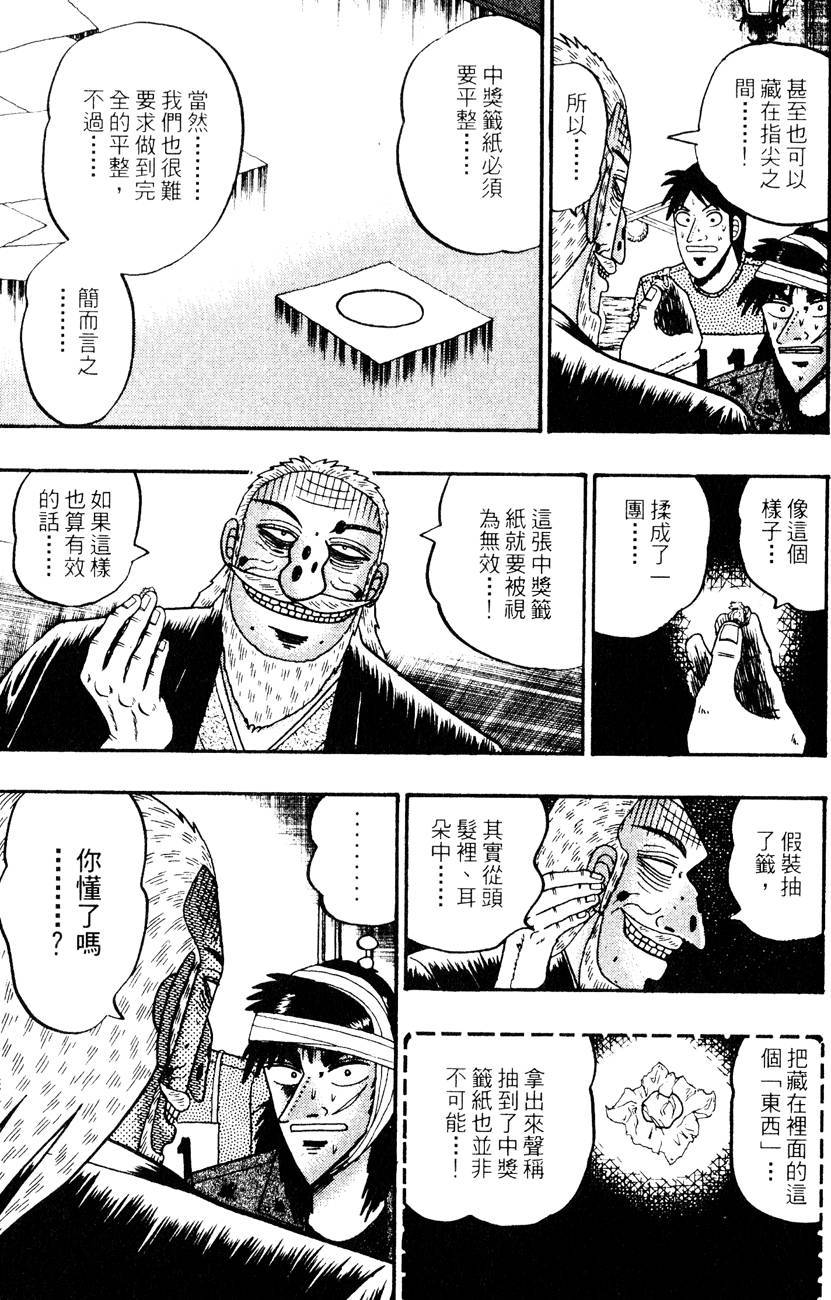 甚至也可以
藏在指尖之
間……！
所以……
中獎籤紙必須
要平整……
當然………
我們也很難
要求做到完
全的平整，
不過……
簡而言之
……
像這個
樣子…
揉成了一
團……
這張中獎籤
紙就要被視
為無效…！
如果這樣
也算有效
的話……
假裝抽
了籤，
其實從頭
髮裡、耳
朵中……
把藏在裡面的這
個「東西」…
拿出來聲稱
抽到了中獎
籤紙也並非
不可能…！
………
你懂了嗎
………？
11
1